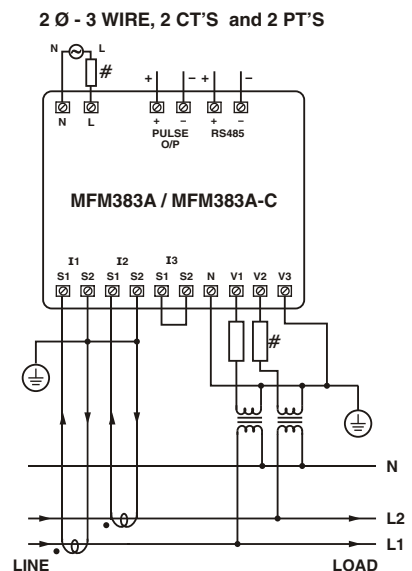 2 Ø - 3 WIRE, 2 CT'S and 2 PT'S
N L
#
+ − + −
N L + − + −
PULSE O/P RS485
MFM383A / MFM383A-C
I1 I2 I3
S1 S2 S1 S2 S1 S2 N V1 V2 V3
#
N
L2
L1
LINE LOAD